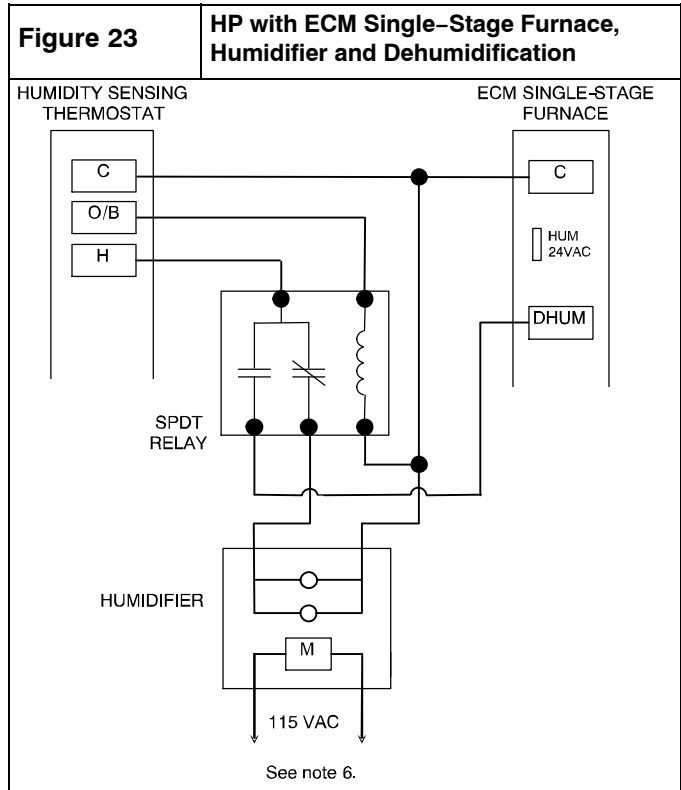 Figure 23
HP with ECM Single−Stage Furnace,
Humidifier and Dehumidification
HUMIDITY SENSING
THERMOSTAT
ECM SINGLE-STAGE
FURNACE
C
O/B
H
C
HUM
24VAC
DHUM
SPDT
RELAY
HUMIDIFIER
M
115 VAC
See note 6.